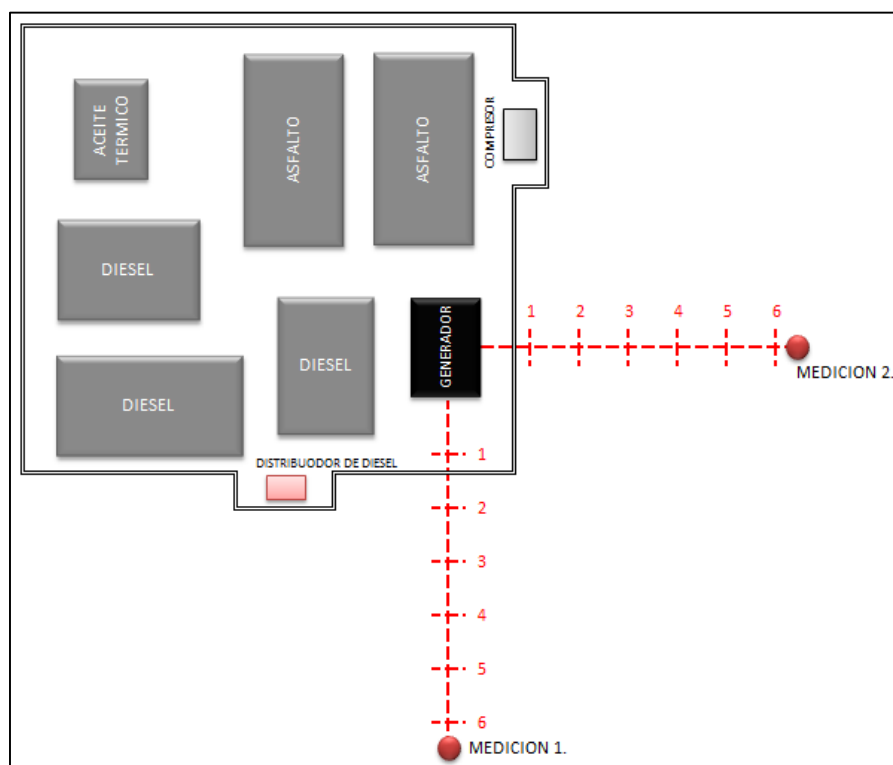 ACEITE
TERMICO
ASFALTO
ASFALTO
COMPRESOR
DIESEL
DIESEL
DIESEL
GENERADOR
1 2 3 4 5 6
MEDICION 2.
DISTRIBUODOR DE DIESEL
1
2
3
4
5
6
MEDICION 1.